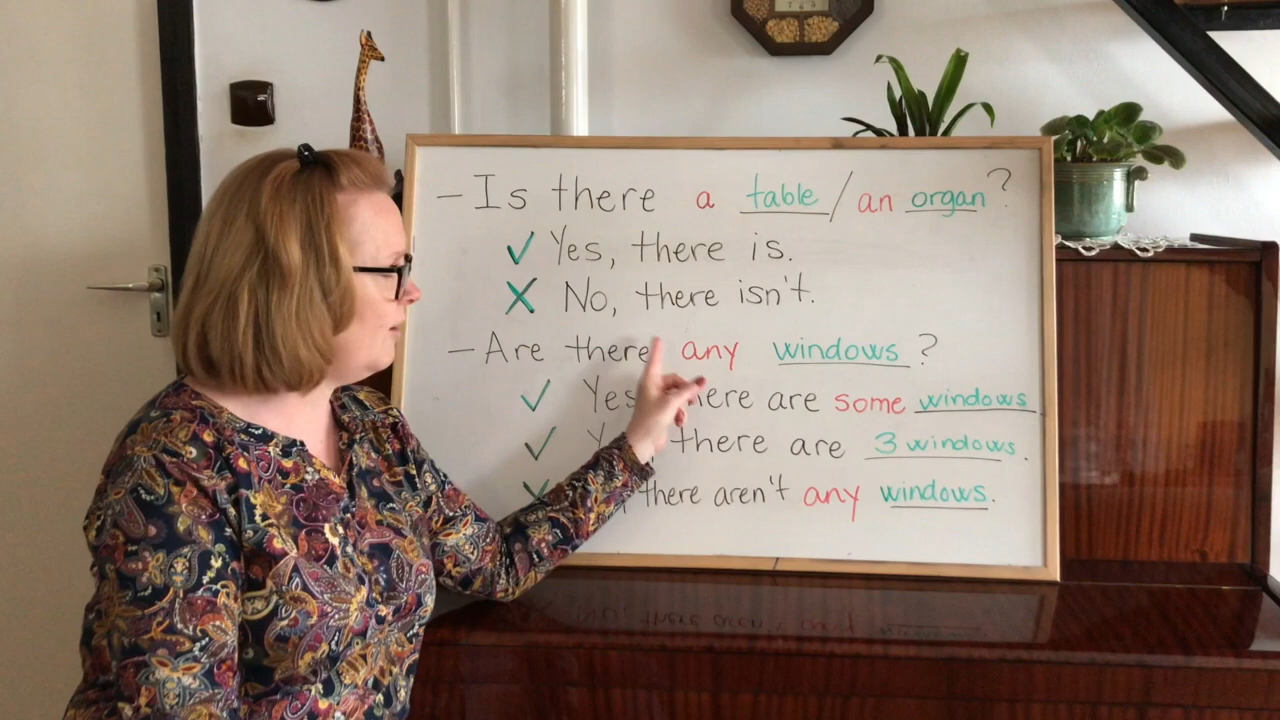 – Is there a table / an organ?
✓ Yes, there is.
✗ No, there isn't.
– Are there any windows?
✓ Yes there are some windows
✓ there are 3 windows.
there aren't any windows.